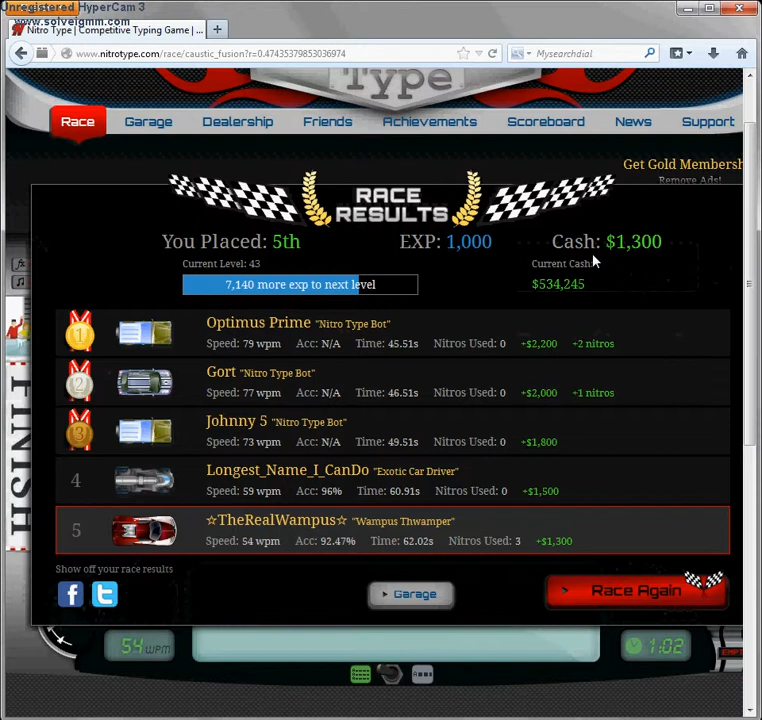 Unregistered HyperCam 3
www.solveigmm.com
Nitro Type | Competitive Typing Game | ...
www.nitrotype.com/race/caustic_fusion?r=0.47435379853036974
Mysearchdial
Type
Race Garage Dealership Friends Achievements Scoreboard News Support
Get Gold Membersh
Remove Ads!
RACE
RESULTS
You Placed: 5th EXP: 1,000 Cash: $1,300
Current Level: 43 Current Cash:
7,140 more exp to next level $534,245
1 Optimus Prime "Nitro Type Bot"
Speed: 79 wpm Acc: N/A Time: 45.51s Nitros Used: 0 +$2,200 +2 nitros
2 Gort "Nitro Type Bot"
Speed: 77 wpm Acc: N/A Time: 46.51s Nitros Used: 0 +$2,000 +1 nitros
3 Johnny 5 "Nitro Type Bot"
Speed: 73 wpm Acc: N/A Time: 49.51s Nitros Used: 0 +$1,800
4 Longest_Name_I_CanDo "Exotic Car Driver"
Speed: 59 wpm Acc: 96% Time: 60.91s Nitros Used: 0 +$1,500
5 ☆TheRealWampus☆ "Wampus Thwamper"
Speed: 54 wpm Acc: 92.47% Time: 62.02s Nitros Used: 3 +$1,300
FINISH
Show off your race results
Garage Race Again
54 WPM 1:02 EMPT